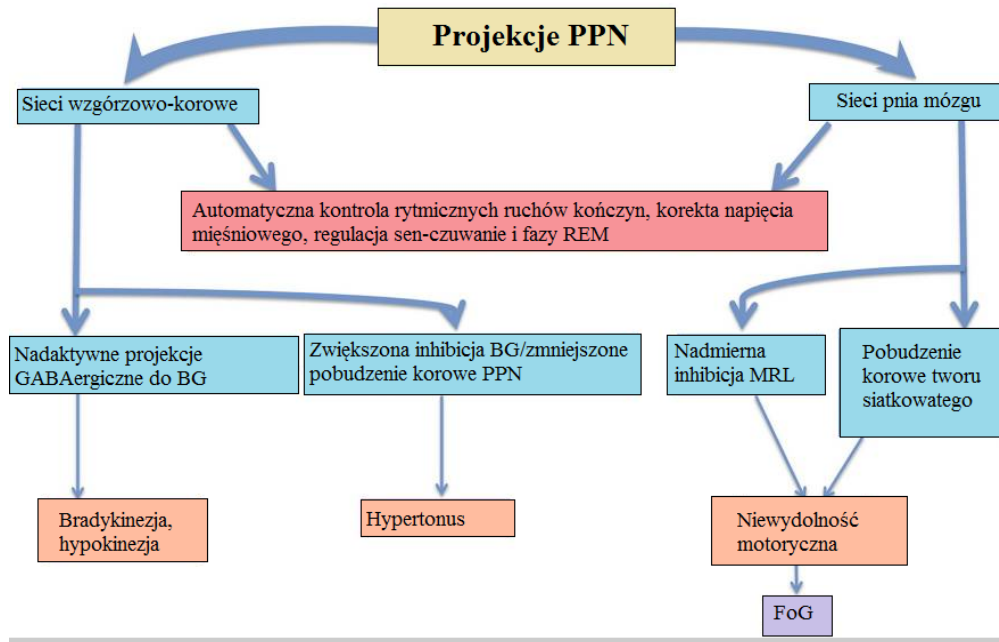 Projekcje PPN
Sieci wzgórzowo-korowe
Sieci pnia mózgu
Automatyczna kontrola rytmicznych ruchów kończyn, korekta napięcia
mięśniowego, regulacja sen-czuwanie i fazy REM
Nadaktywne projekcje
GABAergiczne do BG
Zwiększona inhibicja BG/zmniejszone
pobudzenie korowe PPN
Nadmierna
inhibicja MRL
Pobudzenie
korowe tworu
siatkowatego
Bradykinezja,
hypokinezja
Hypertonus
Niewydolność
motoryczna
FoG